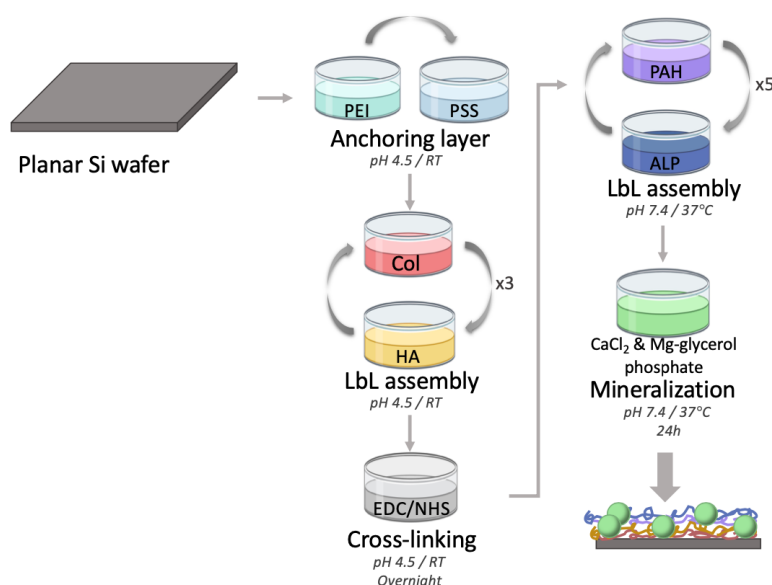 Planar Si wafer
PEI
PSS
Anchoring layer
pH 4.5 / RT
Col
x3
HA
LbL assembly
pH 4.5 / RT
EDC/NHS
Cross-linking
pH 4.5 / RT
Overnight
PAH
x5
ALP
LbL assembly
pH 7.4 / 37°C
CaCl₂ & Mg-glycerol
phosphate
Mineralization
pH 7.4 / 37°C
24h